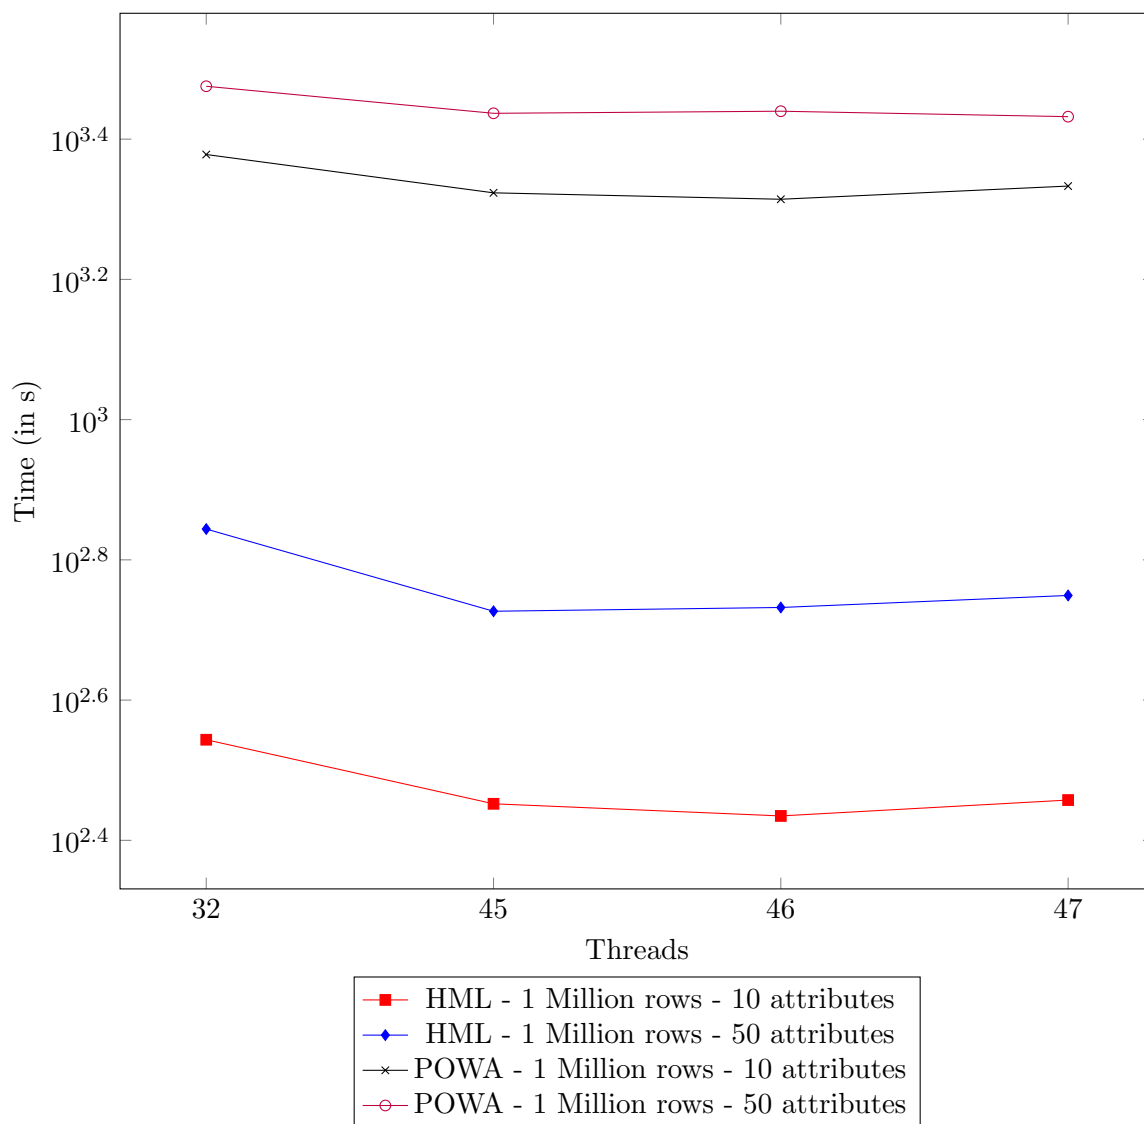 10^3.4
10^3.2
10^3
10^2.8
10^2.6
10^2.4
Time (in s)
32 45 46 47
Threads
HML - 1 Million rows - 10 attributes
HML - 1 Million rows - 50 attributes
POWA - 1 Million rows - 10 attributes
POWA - 1 Million rows - 50 attributes